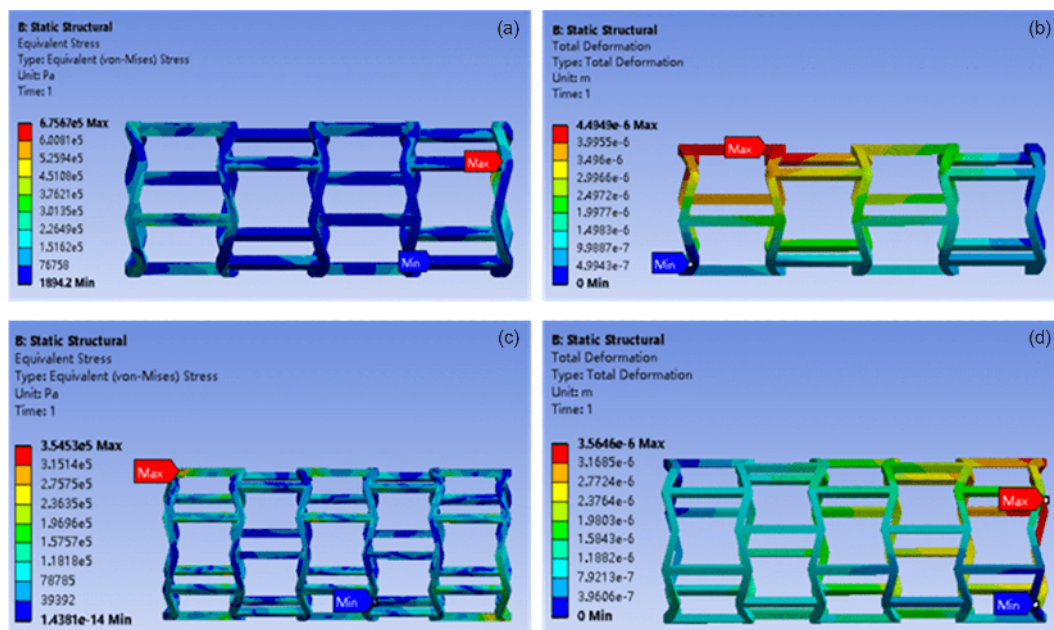 B: Static Structural
(a)
Equivalent Stress
Type: Equivalent (von-Mises) Stress
Unit: Pa
Time: 1
6.7567e5 Max
6.0081e5
5.2594e5
4.5108e5
3.7621e5
3.0135e5
2.2649e5
1.5162e5
76758
1894.2 Min
Max
Min
B: Static Structural
(b)
Total Deformation
Type: Total Deformation
Unit: m
Time: 1
4.4949e-6 Max
3.9955e-6
3.496e-6
2.9966e-6
2.4972e-6
1.9977e-6
1.4983e-6
9.9887e-7
4.9943e-7
0 Min
Max
Min
B: Static Structural
(c)
Equivalent Stress
Type: Equivalent (von-Mises) Stress
Unit: Pa
Time: 1
3.5453e5 Max
3.1514e5
2.7575e5
2.3635e5
1.9696e5
1.5757e5
1.1818e5
78785
39392
1.4381e-14 Min
Max
Min
B: Static Structural
(d)
Total Deformation
Type: Total Deformation
Unit: m
Time: 1
3.5646e-6 Max
3.1685e-6
2.7724e-6
2.3764e-6
1.9803e-6
1.5843e-6
1.1882e-6
7.9213e-7
3.9606e-7
0 Min
Max
Min